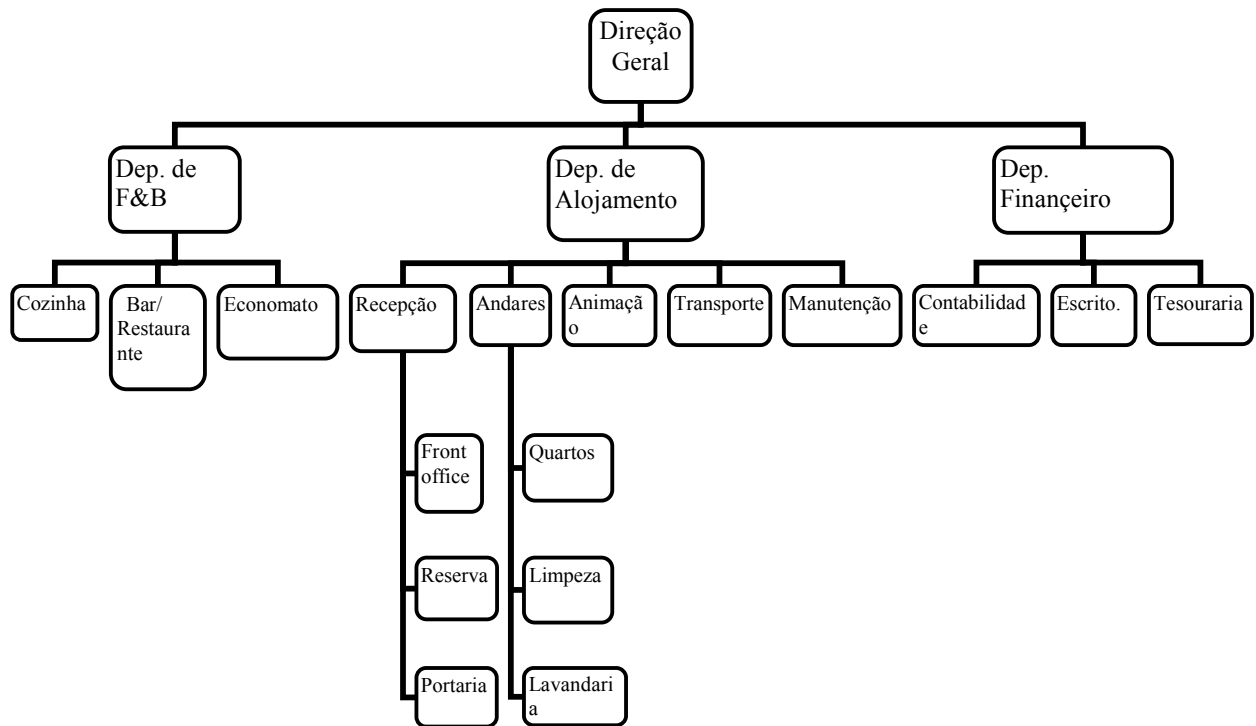 Direção
Geral
Dep. de
F&B
Dep. de
Alojamento
Dep.
Finançeiro
Cozinha
Bar/
Restaura
nte
Economato
Recepção
Andares
Animaçã
o
Transporte
Manutenção
Contabilidad
e
Escrito.
Tesouraria
Front
office
Quartos
Reserva
Limpeza
Portaria
Lavandari
a